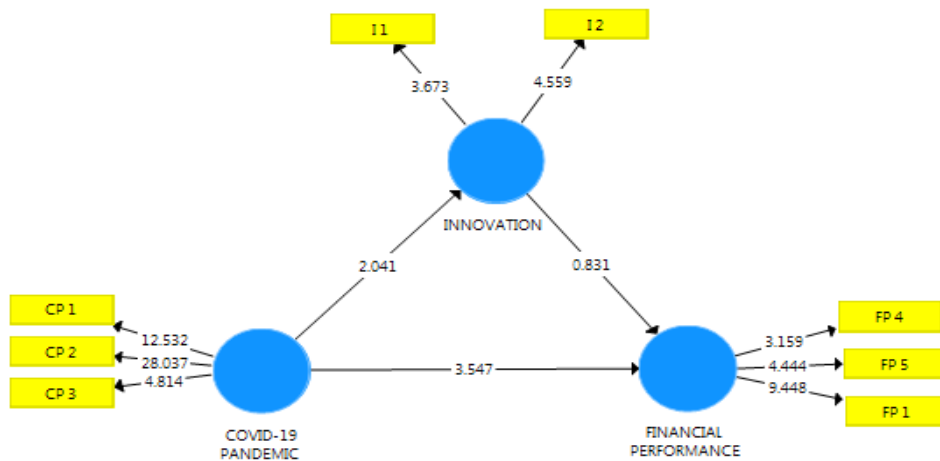 I 1
I 2
3.673
4.559
INNOVATION
2.041
0.831
CP 1
CP 2
CP 3
12.532
28.037
4.814
3.547
3.159
4.444
9.448
FP 4
FP 5
FP 1
COVID-19
PANDEMIC
FINANCIAL
PERFORMANCE